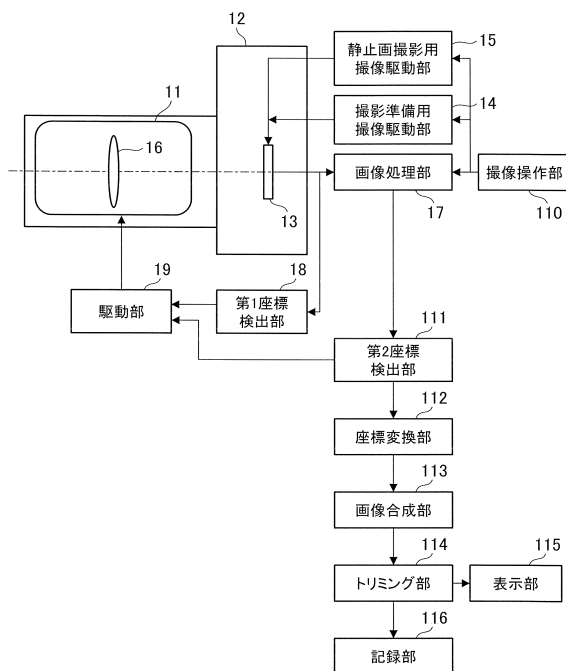 12
静止画撮影用
撮像駆動部
15
11
撮影準備用
撮像駆動部
14
16
画像処理部
撮像操作部
13
17
110
19
18
駆動部
第1座標
検出部
111
第2座標
検出部
112
座標変換部
113
画像合成部
114
115
トリミング部
表示部
116
記録部